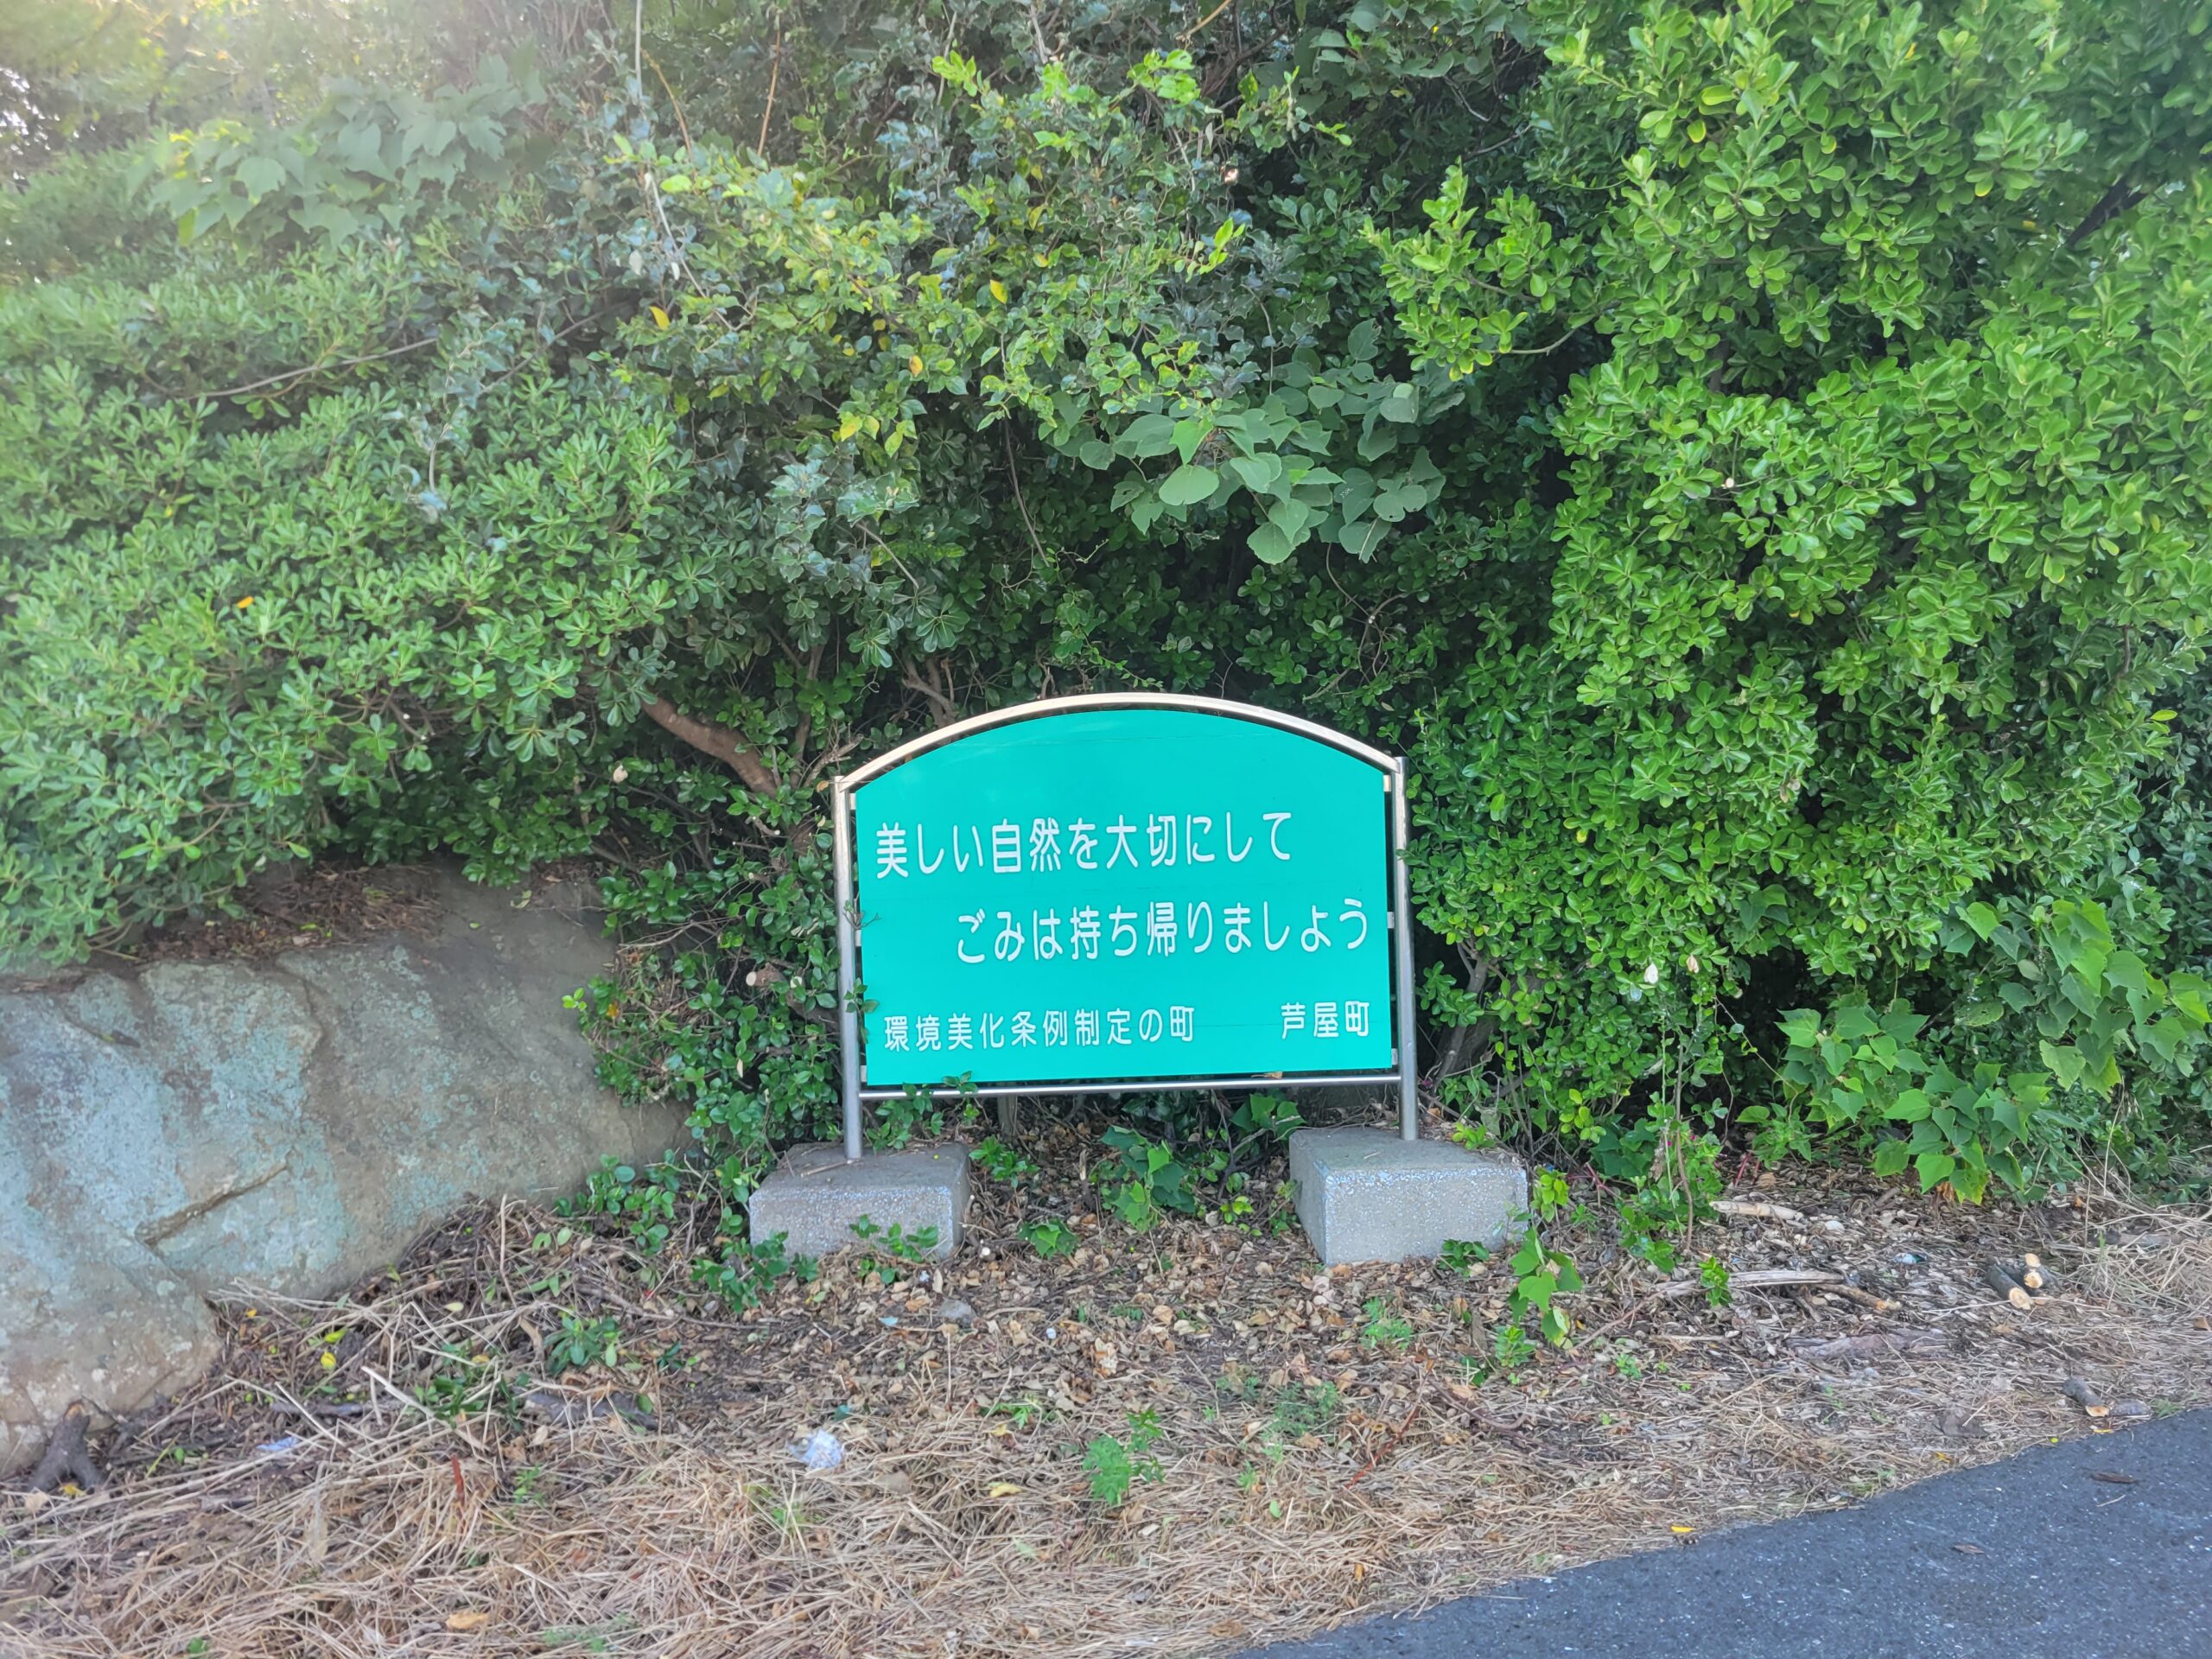 美しい自然を大切にして
ごみは持ち帰りましょう
環境美化条例制定の町 芦屋町